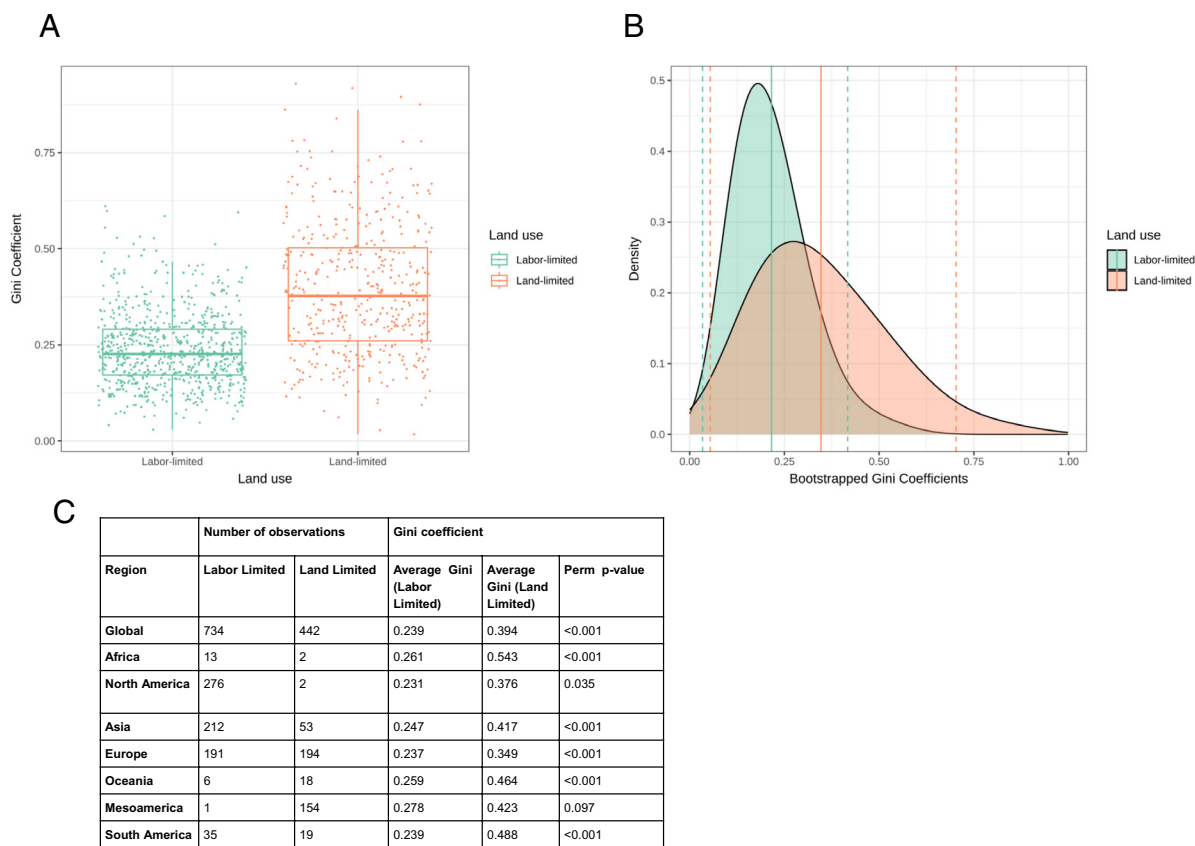 A
Gini Coefficient
0.75
0.50
0.25
0.00
Labor-limited
Land-limited
Land use
Land use
Labor-limited
Land-limited
B
Density
0.5
0.4
0.3
0.2
0.1
0.0
0.00
0.25
0.50
0.75
1.00
Bootstrapped Gini Coefficients
Land use
Labor-limited
Land-limited
C
Number of observations Gini coefficient
Region Labor Limited Land Limited Average Gini (Labor Limited) Average Gini (Land Limited) Perm p-value
Global 734 442 0.239 0.394 <0.001
Africa 13 2 0.261 0.543 <0.001
North America 276 2 0.231 0.376 0.035
Asia 212 53 0.247 0.417 <0.001
Europe 191 194 0.237 0.349 <0.001
Oceania 6 18 0.259 0.464 <0.001
Mesoamerica 1 154 0.278 0.423 0.097
South America 35 19 0.239 0.488 <0.001